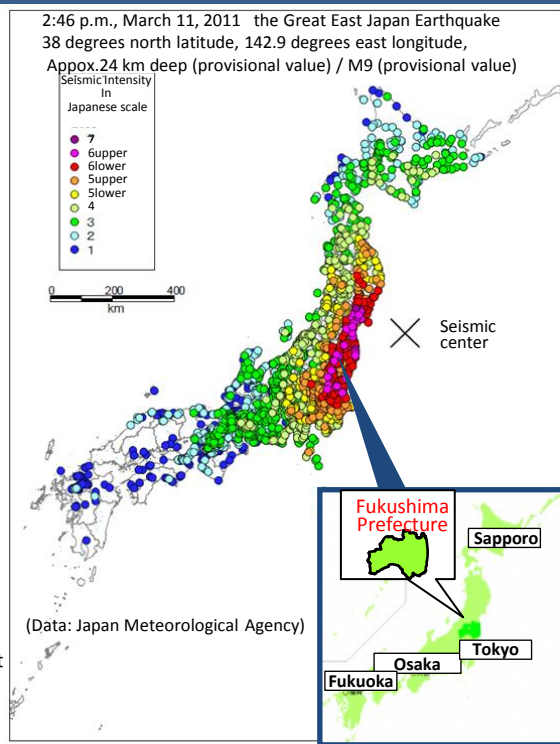 2:46 p.m., March 11, 2011 the Great East Japan Earthquake
38 degrees north latitude, 142.9 degrees east longitude,
Appox.24 km deep (provisional value) / M9 (provisional value)
Seismic Intensity
In
Japanese scale
7
6upper
6lower
5upper
5lower
4
3
2
1
0 200 400
km
Seismic
center
Fukushima
Prefecture
Sapporo
(Data: Japan Meteorological Agency)
Tokyo
Osaka
Fukuoka